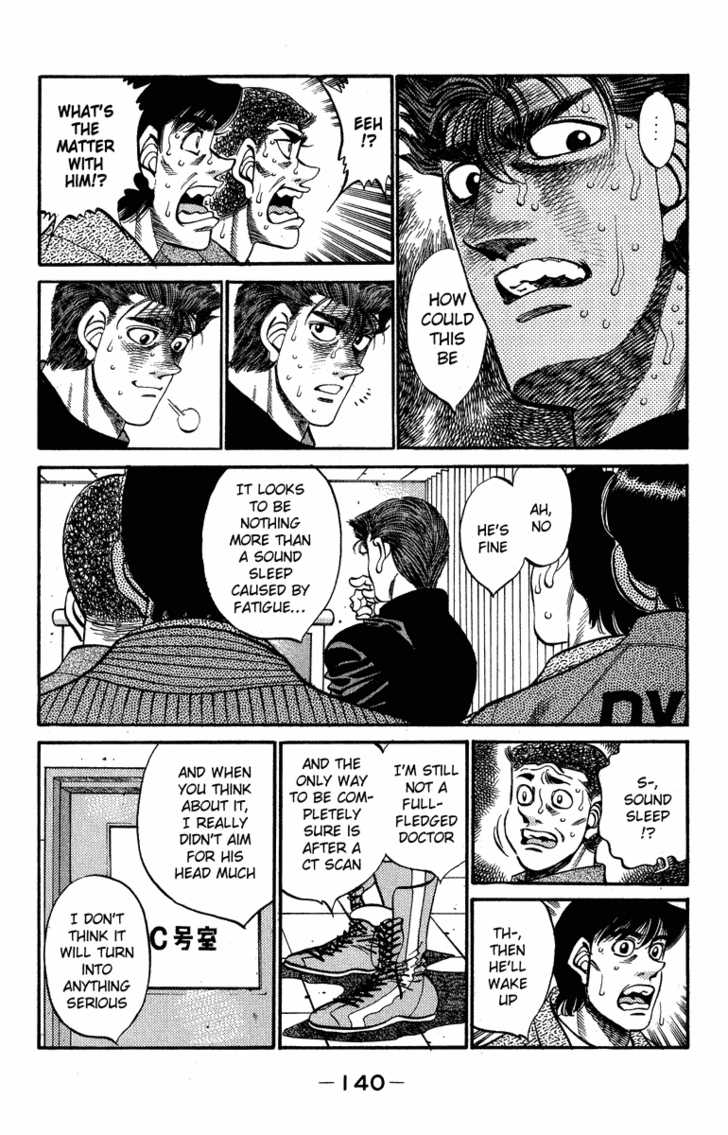 ...
HOW
COULD
THIS
BE
EEH
!?
WHAT'S
THE
MATTER
WITH
HIM!?
AH,
NO
HE'S
FINE
IT LOOKS
TO BE
NOTHING
MORE THAN
A SOUND
SLEEP
CAUSED BY
FATIGUE...
S-,
SOUND
SLEEP
!?
TH-,
THEN
HE'LL
WAKE
UP
I'M STILL
NOT A
FULL-
FLEDGED
DOCTOR
AND THE
ONLY WAY
TO BE COM-
PLETELY
SURE IS
AFTER A
CT SCAN
AND WHEN
YOU THINK
ABOUT IT,
I REALLY
DIDN'T AIM
FOR HIS
HEAD MUCH
I DON'T
THINK IT
WILL TURN
INTO
ANYTHING
SERIOUS
C号室
– 140 –